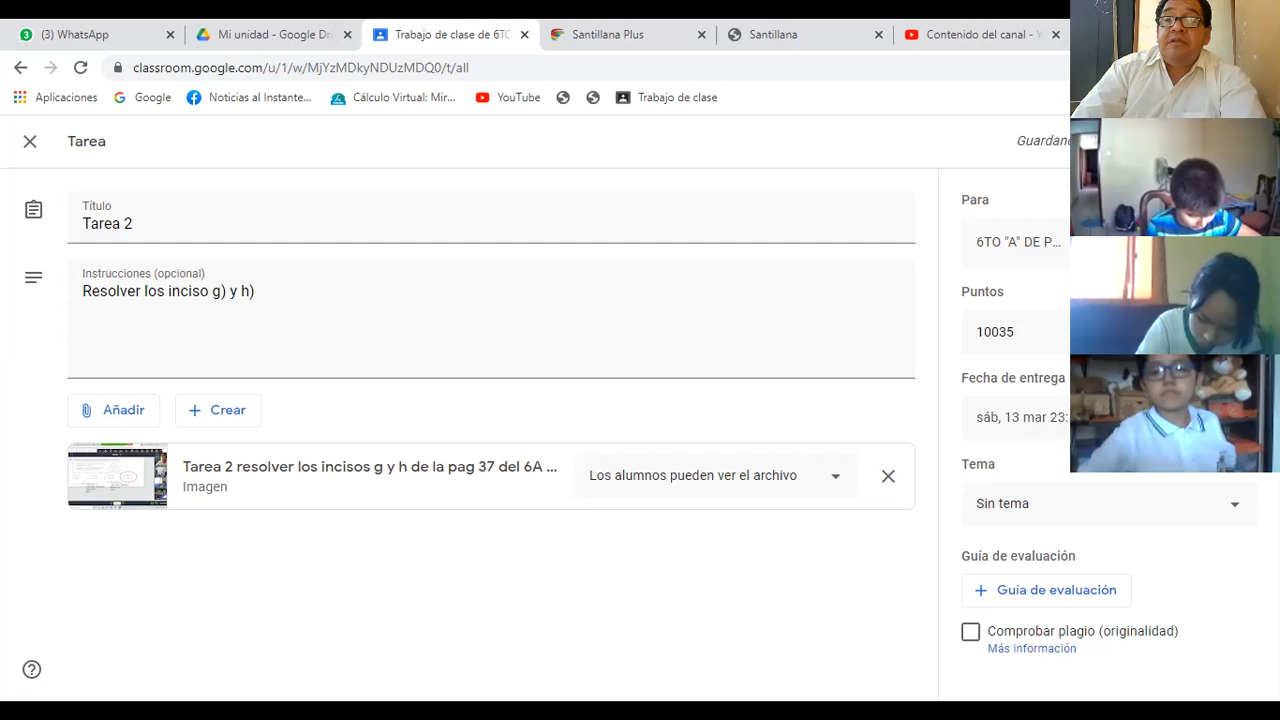 (3) WhatsApp
Mi unidad - Google Dri
Trabajo de clase de 6TO
Santillana Plus
Santillana
Contenido del canal - Y
classroom.google.com/u/1/w/MjYzMDkyNDUzMDQ0/t/all
Aplicaciones
Google
Noticias al Instante...
Cálculo Virtual: Mir...
YouTube
Trabajo de clase
Tarea
Guardand
Título
Tarea 2
Instrucciones (opcional)
Resolver los inciso g) y h)
Añadir
Crear
Tarea 2 resolver los incisos g y h de la pag 37 del 6A ...
Imagen
Los alumnos pueden ver el archivo
Para
6TO "A" DE P...
Puntos
10035
Fecha de entrega
sáb, 13 mar 23:
Tema
Sin tema
Guía de evaluación
Guía de evaluación
Comprobar plagio (originalidad)
Más información